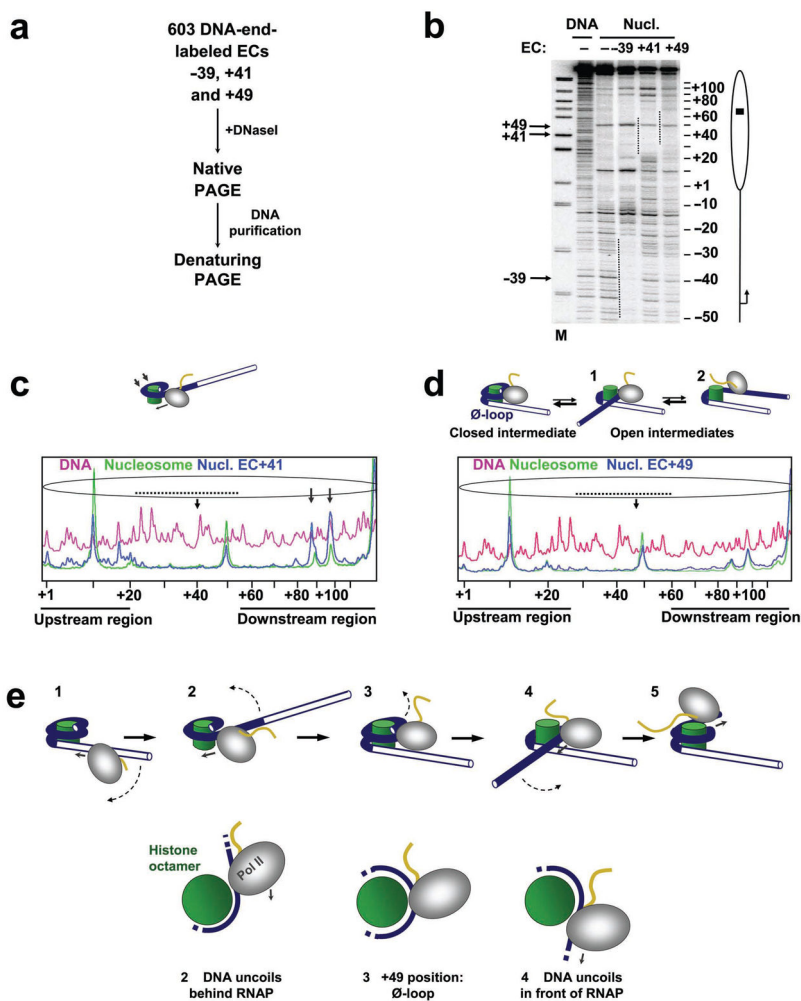 a
603 DNA-end-
labeled ECs
–39, +41
and +49
+DNaseI
Native
PAGE
DNA
purification
Denaturing
PAGE
b
DNA Nucl.
EC: – – –39 +41 +49
+49
+41
–39
+100
+80
+60
+40
+20
+1
–10
–20
–30
–40
–50
M
c
DNA Nucleosome Nucl. EC+41
+1 +20 +40 +60 +80 +100
Upstream region Downstream region
d
1 2
Ø-loop
Closed intermediate Open intermediates
DNA Nucleosome Nucl. EC+49
+1 +20 +40 +60 +80 +100
Upstream region Downstream region
e
1 2 3 4 5
Histone
octamer
Pol II
2 DNA uncoils
behind RNAP
3 +49 position:
Ø-loop
4 DNA uncoils
in front of RNAP